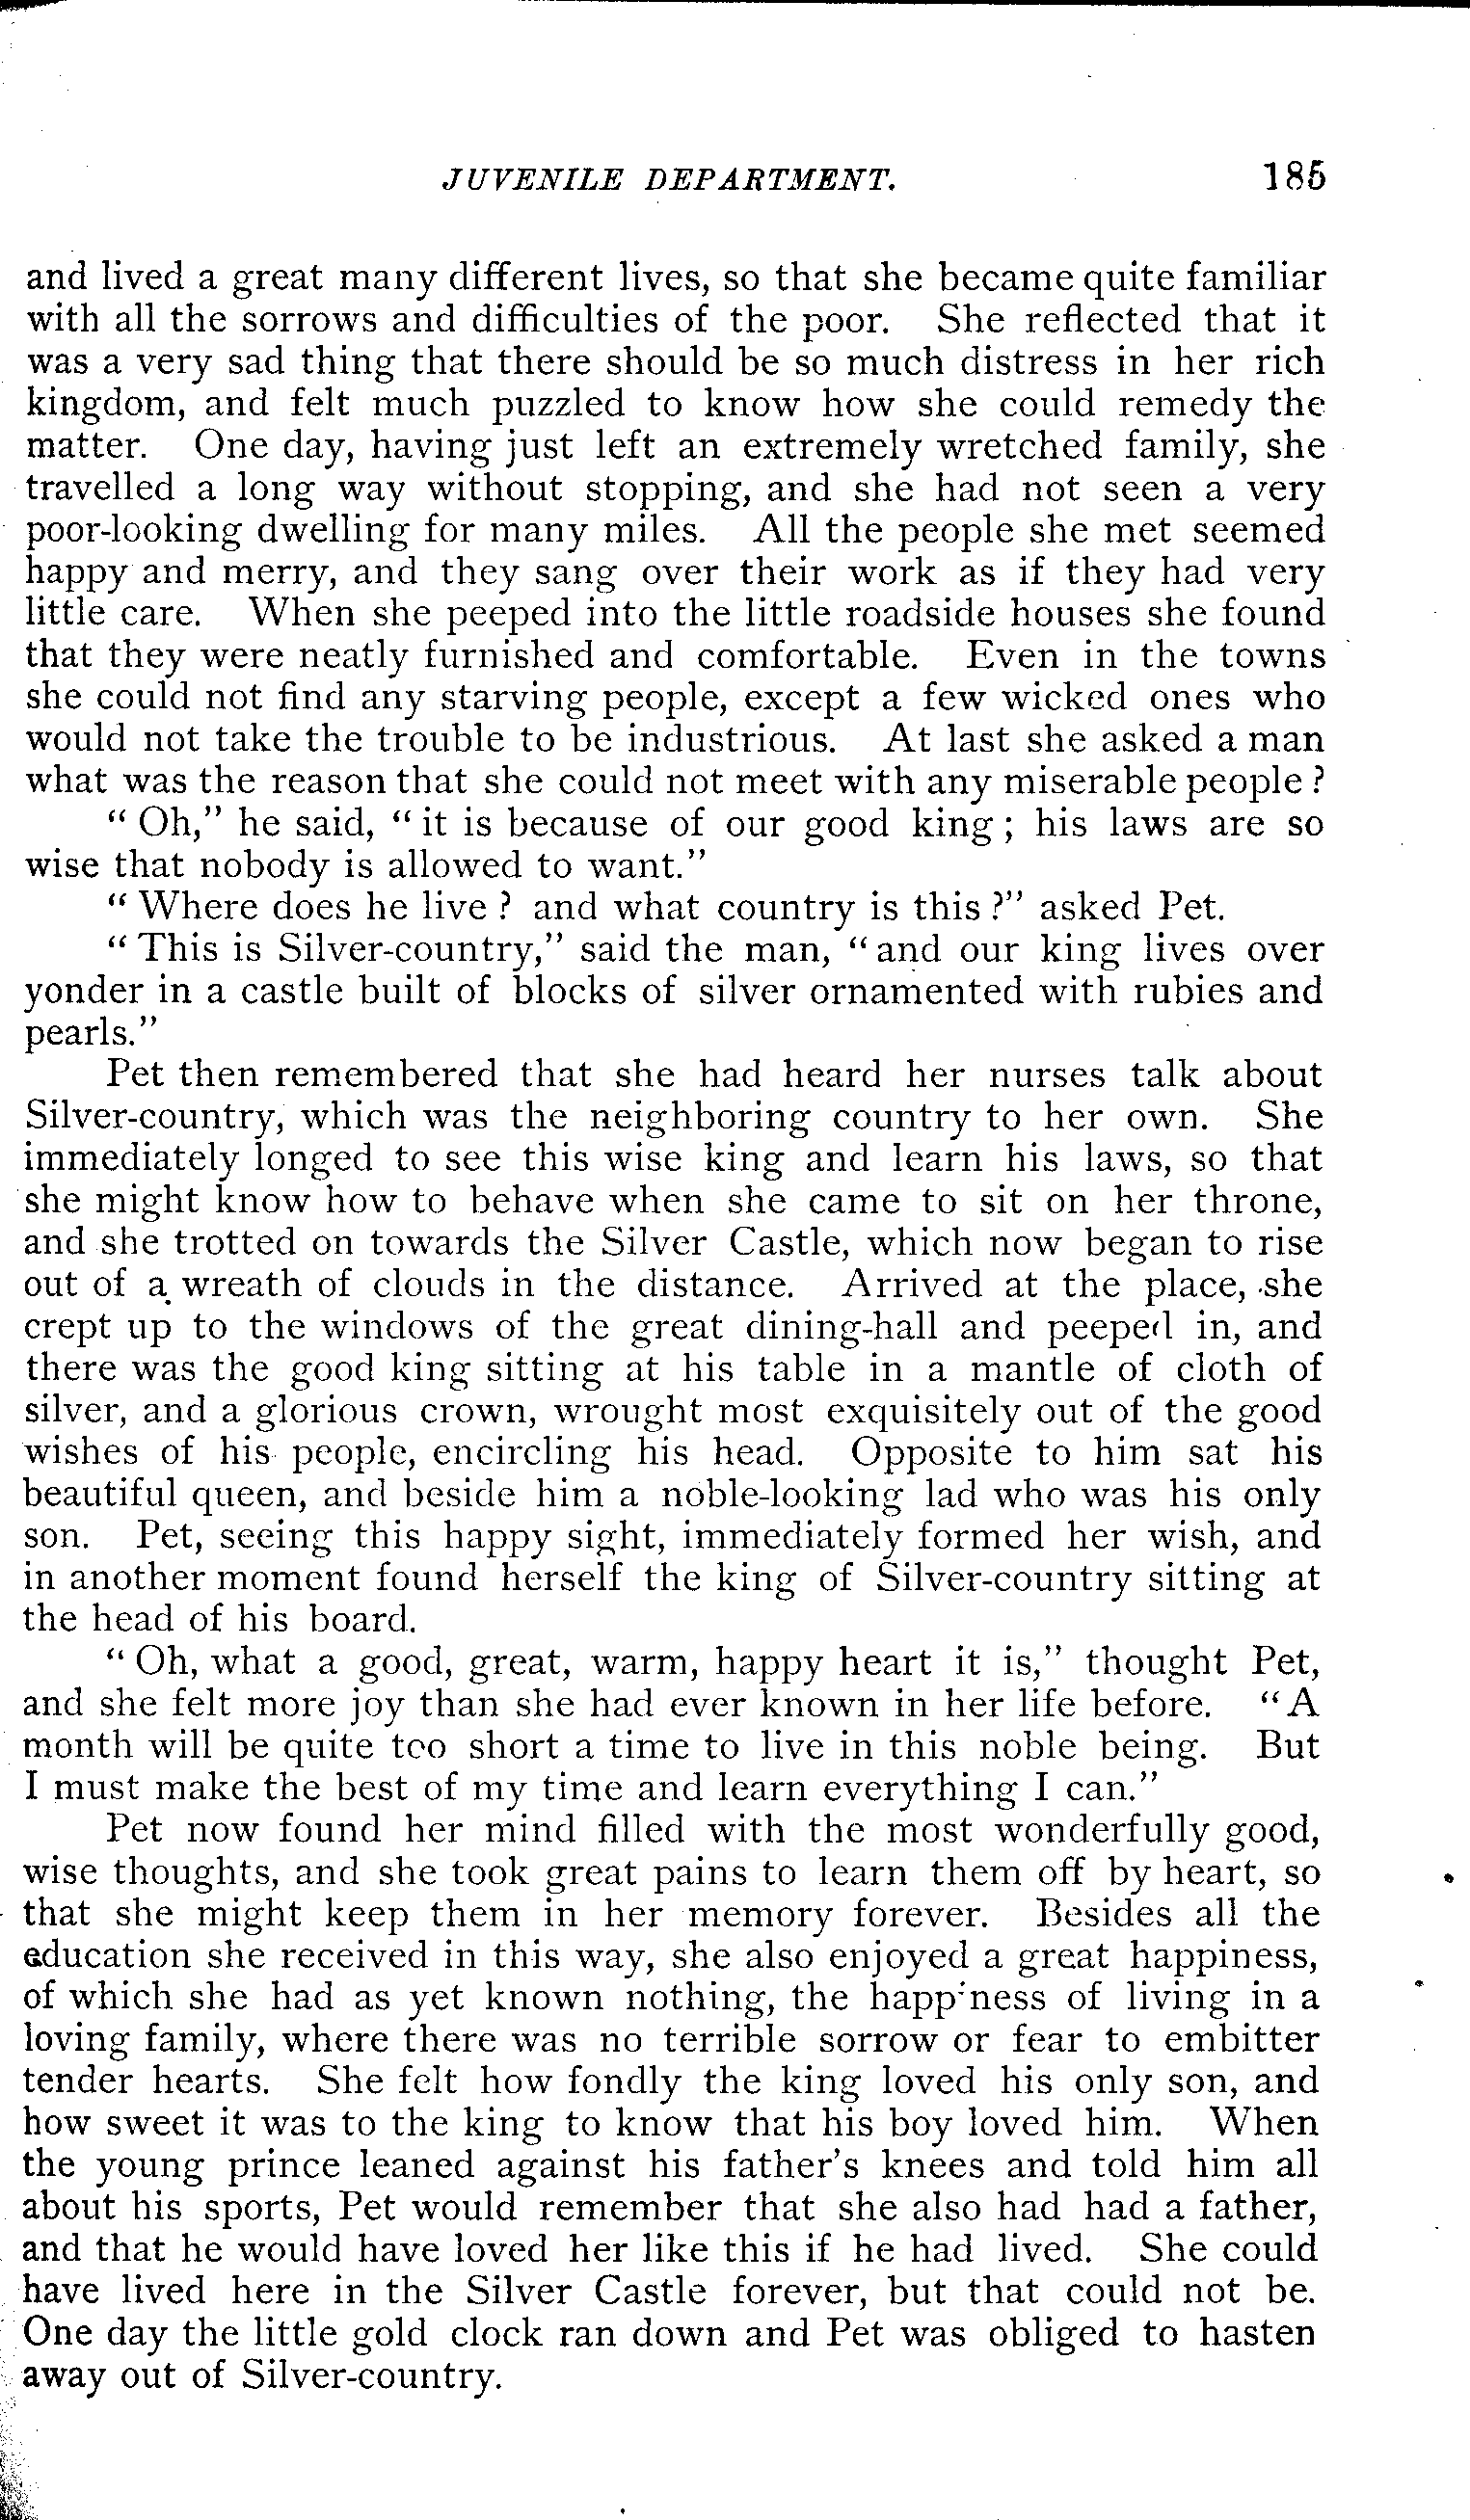 JUVENILE DEPARTMENT. 185
and lived a great many different lives, so that she became quite familiar
with all the sorrows and difficulties of the poor. She reflected that it
was a very sad thing that there should be so much distress in her rich
kingdom, and felt much puzzled to know how she could remedy the
matter. One day, having just left an extremely wretched family, she
travelled a long way without stopping, and she had not seen a very
poor-looking dwelling for many miles. All the people she met seemed
happy and merry, and they sang over their work as if they had very
little care. When she peeped into the little roadside houses she found
that they were neatly furnished and comfortable. Even in the towns
she could not find any starving people, except a few wicked ones who
would not take the trouble to be industrious. At last she asked a man
what was the reason that she could not meet with any miserable people ?
“ Oh,” he said, “ it is because of our good king ; his laws are so
wise that nobody is allowed to want.”
“ Where does he live ? and what country is this ?” asked Pet.
“ This is Silver-country,” said the man, “ and our king lives over
yonder in a castle built of blocks of silver ornamented with rubies and
pearls.”
Pet then remembered that she had heard her nurses talk about
Silver-country, which was the neighboring country to her own. She
immediately longed to see this wise king and learn his laws, so that
she might know how to behave when she came to sit on her throne,
and she trotted on towards the Silver Castle, which now began to rise
out of a wreath of clouds in the distance. Arrived at the place, she
crept up to the windows of the great dining-hall and peeped in, and
there was the good king sitting at his table in a mantle of cloth of
silver, and a glorious crown, wrought most exquisitely out of the good
wishes of his people, encircling his head. Opposite to him sat his
beautiful queen, and beside him a noble-looking lad who was his only
son. Pet, seeing this happy sight, immediately formed her wish, and
in another moment found herself the king of Silver-country sitting at
the head of his board.
“ Oh, what a good, great, warm, happy heart it is,” thought Pet,
and she felt more joy than she had ever known in her life before. “ A
month will be quite too short a time to live in this noble being. But
I must make the best of my time and learn everything I can.”
Pet now found her mind filled with the most wonderfully good,
wise thoughts, and she took great pains to learn them off by heart, so
that she might keep them in her memory forever. Besides all the
education she received in this way, she also enjoyed a great happiness,
of which she had as yet known nothing, the happiness of living in a
loving family, where there was no terrible sorrow or fear to embitter
tender hearts. She felt how fondly the king loved his only son, and
how sweet it was to the king to know that his boy loved him. When
the young prince leaned against his father’s knees and told him all
about his sports, Pet would remember that she also had had a father,
and that he would have loved her like this if he had lived. She could
have lived here in the Silver Castle forever, but that could not be.
One day the little gold clock ran down and Pet was obliged to hasten
away out of Silver-country.